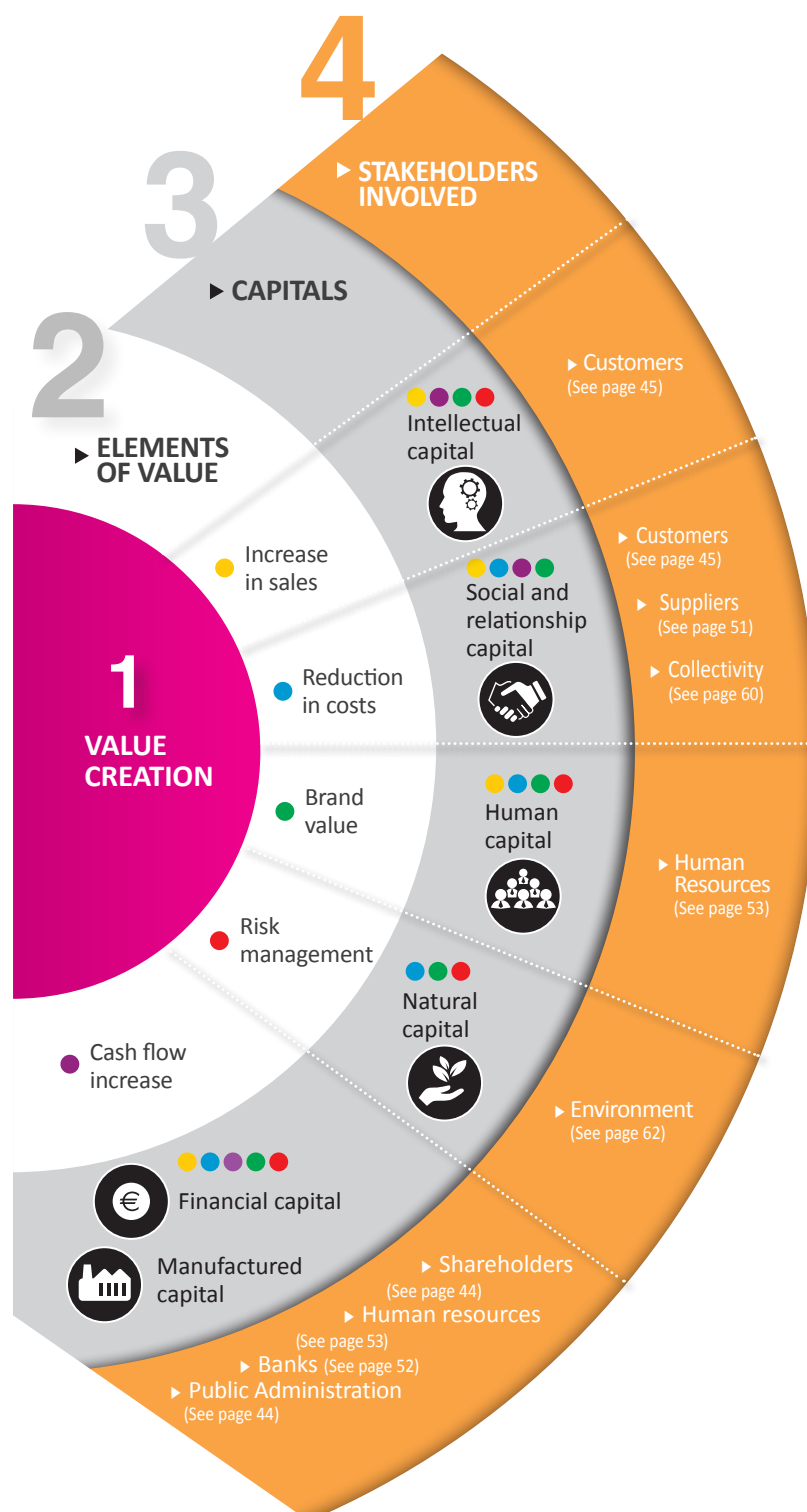 4
STAKEHOLDERS
INVOLVED
3
CAPITALS
2
ELEMENTS
OF VALUE
1
VALUE
CREATION
Increase
in sales
Reduction
in costs
Brand
value
Risk
management
Cash flow
increase
Intellectual
capital
Social and
relationship
capital
Human
capital
Natural
capital
€
Financial capital
Manufactured
capital
Customers
(See page 45)
Customers
(See page 45)
Suppliers
(See page 51)
Collectivity
(See page 60)
Human
Resources
(See page 53)
Environment
(See page 62)
Shareholders
(See page 44)
Human resources
(See page 53)
Banks (See page 52)
Public Administration
(See page 44)